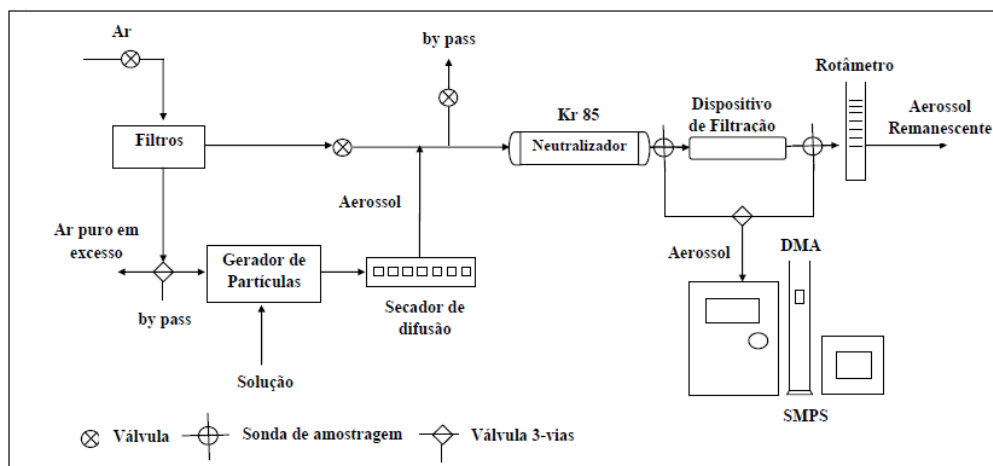 Ar
by pass
Rotâmetro
Kr 85
Dispositivo
de Filtração
Aerossol
Remanescente
Filtros
Neutralizador
Aerossol
Ar puro em
excesso
Gerador de
Partículas
by pass
Secador de
difusão
Aerossol
DMA
Solução
SMPS
Válvula
Sonda de amostragem
Válvula 3-vias